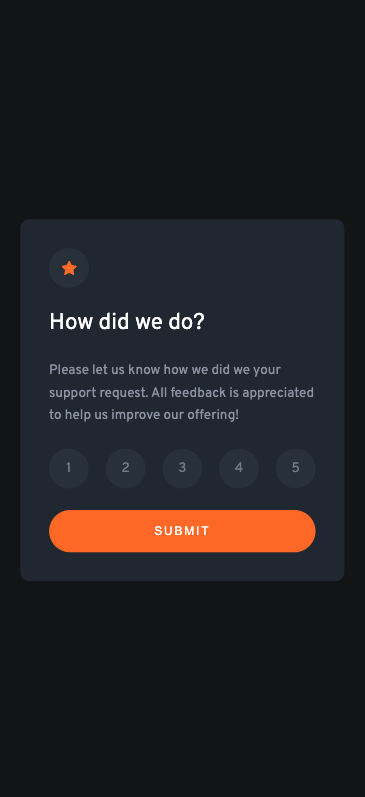 How did we do?
Please let us know how we did we your
support request. All feedback is appreciated
to help us improve our offering!
1 2 3 4 5
SUBMIT